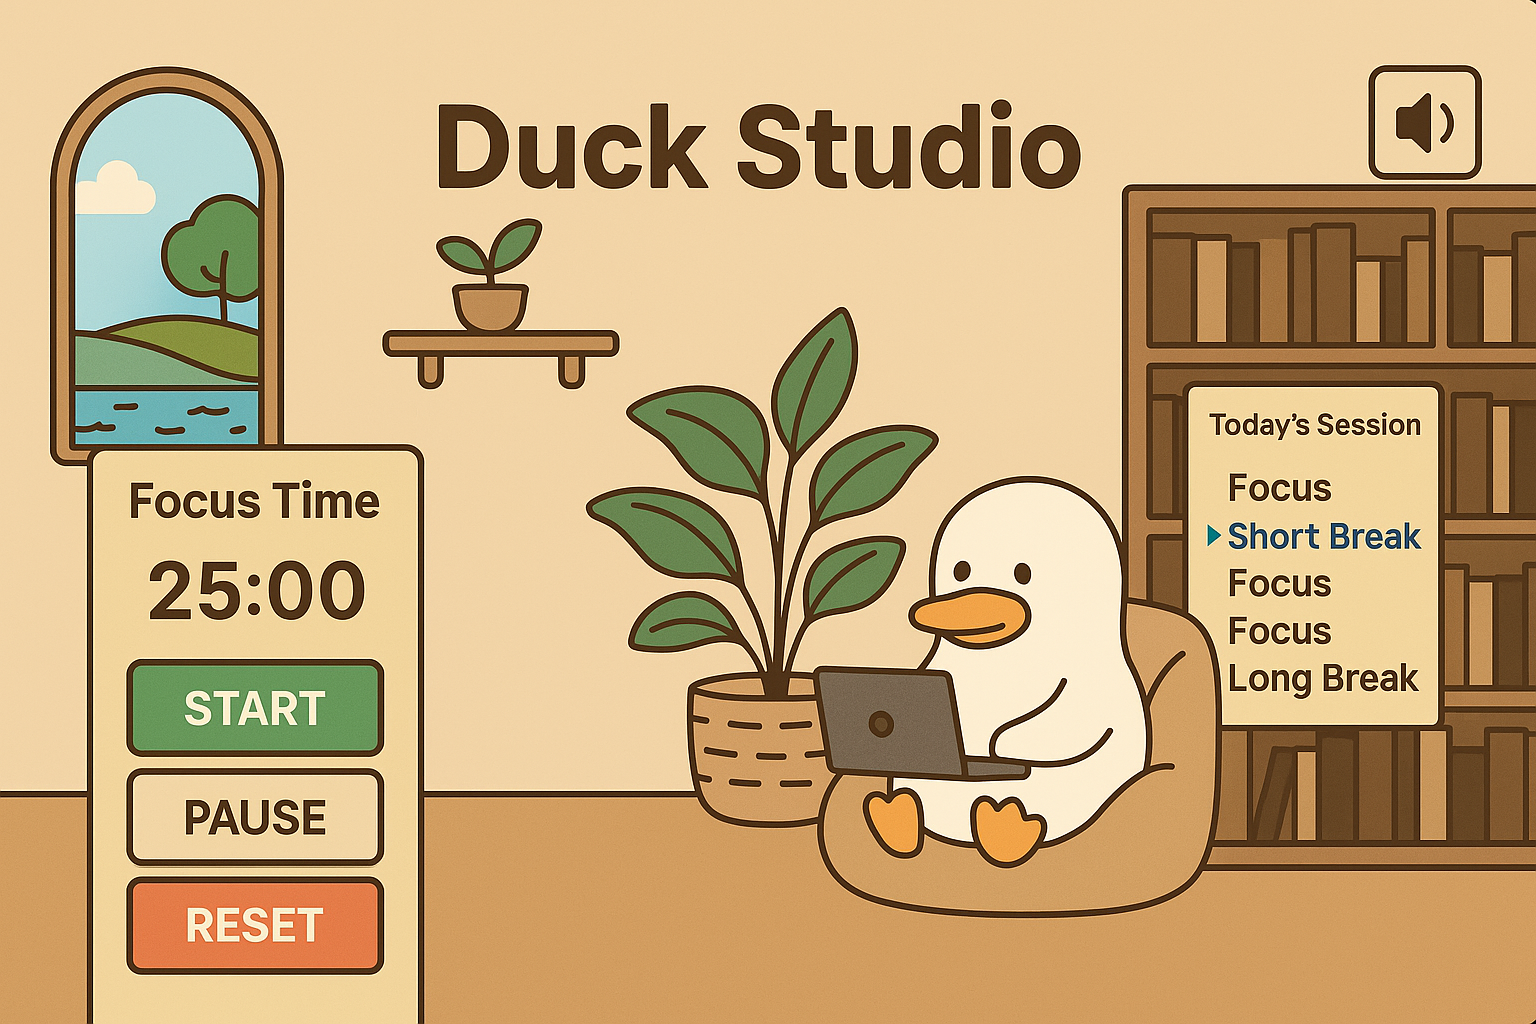 Duck Studio
Focus Time
25:00
START
PAUSE
RESET
Today’s Session
Focus
Short Break
Focus
Focus
Long Break